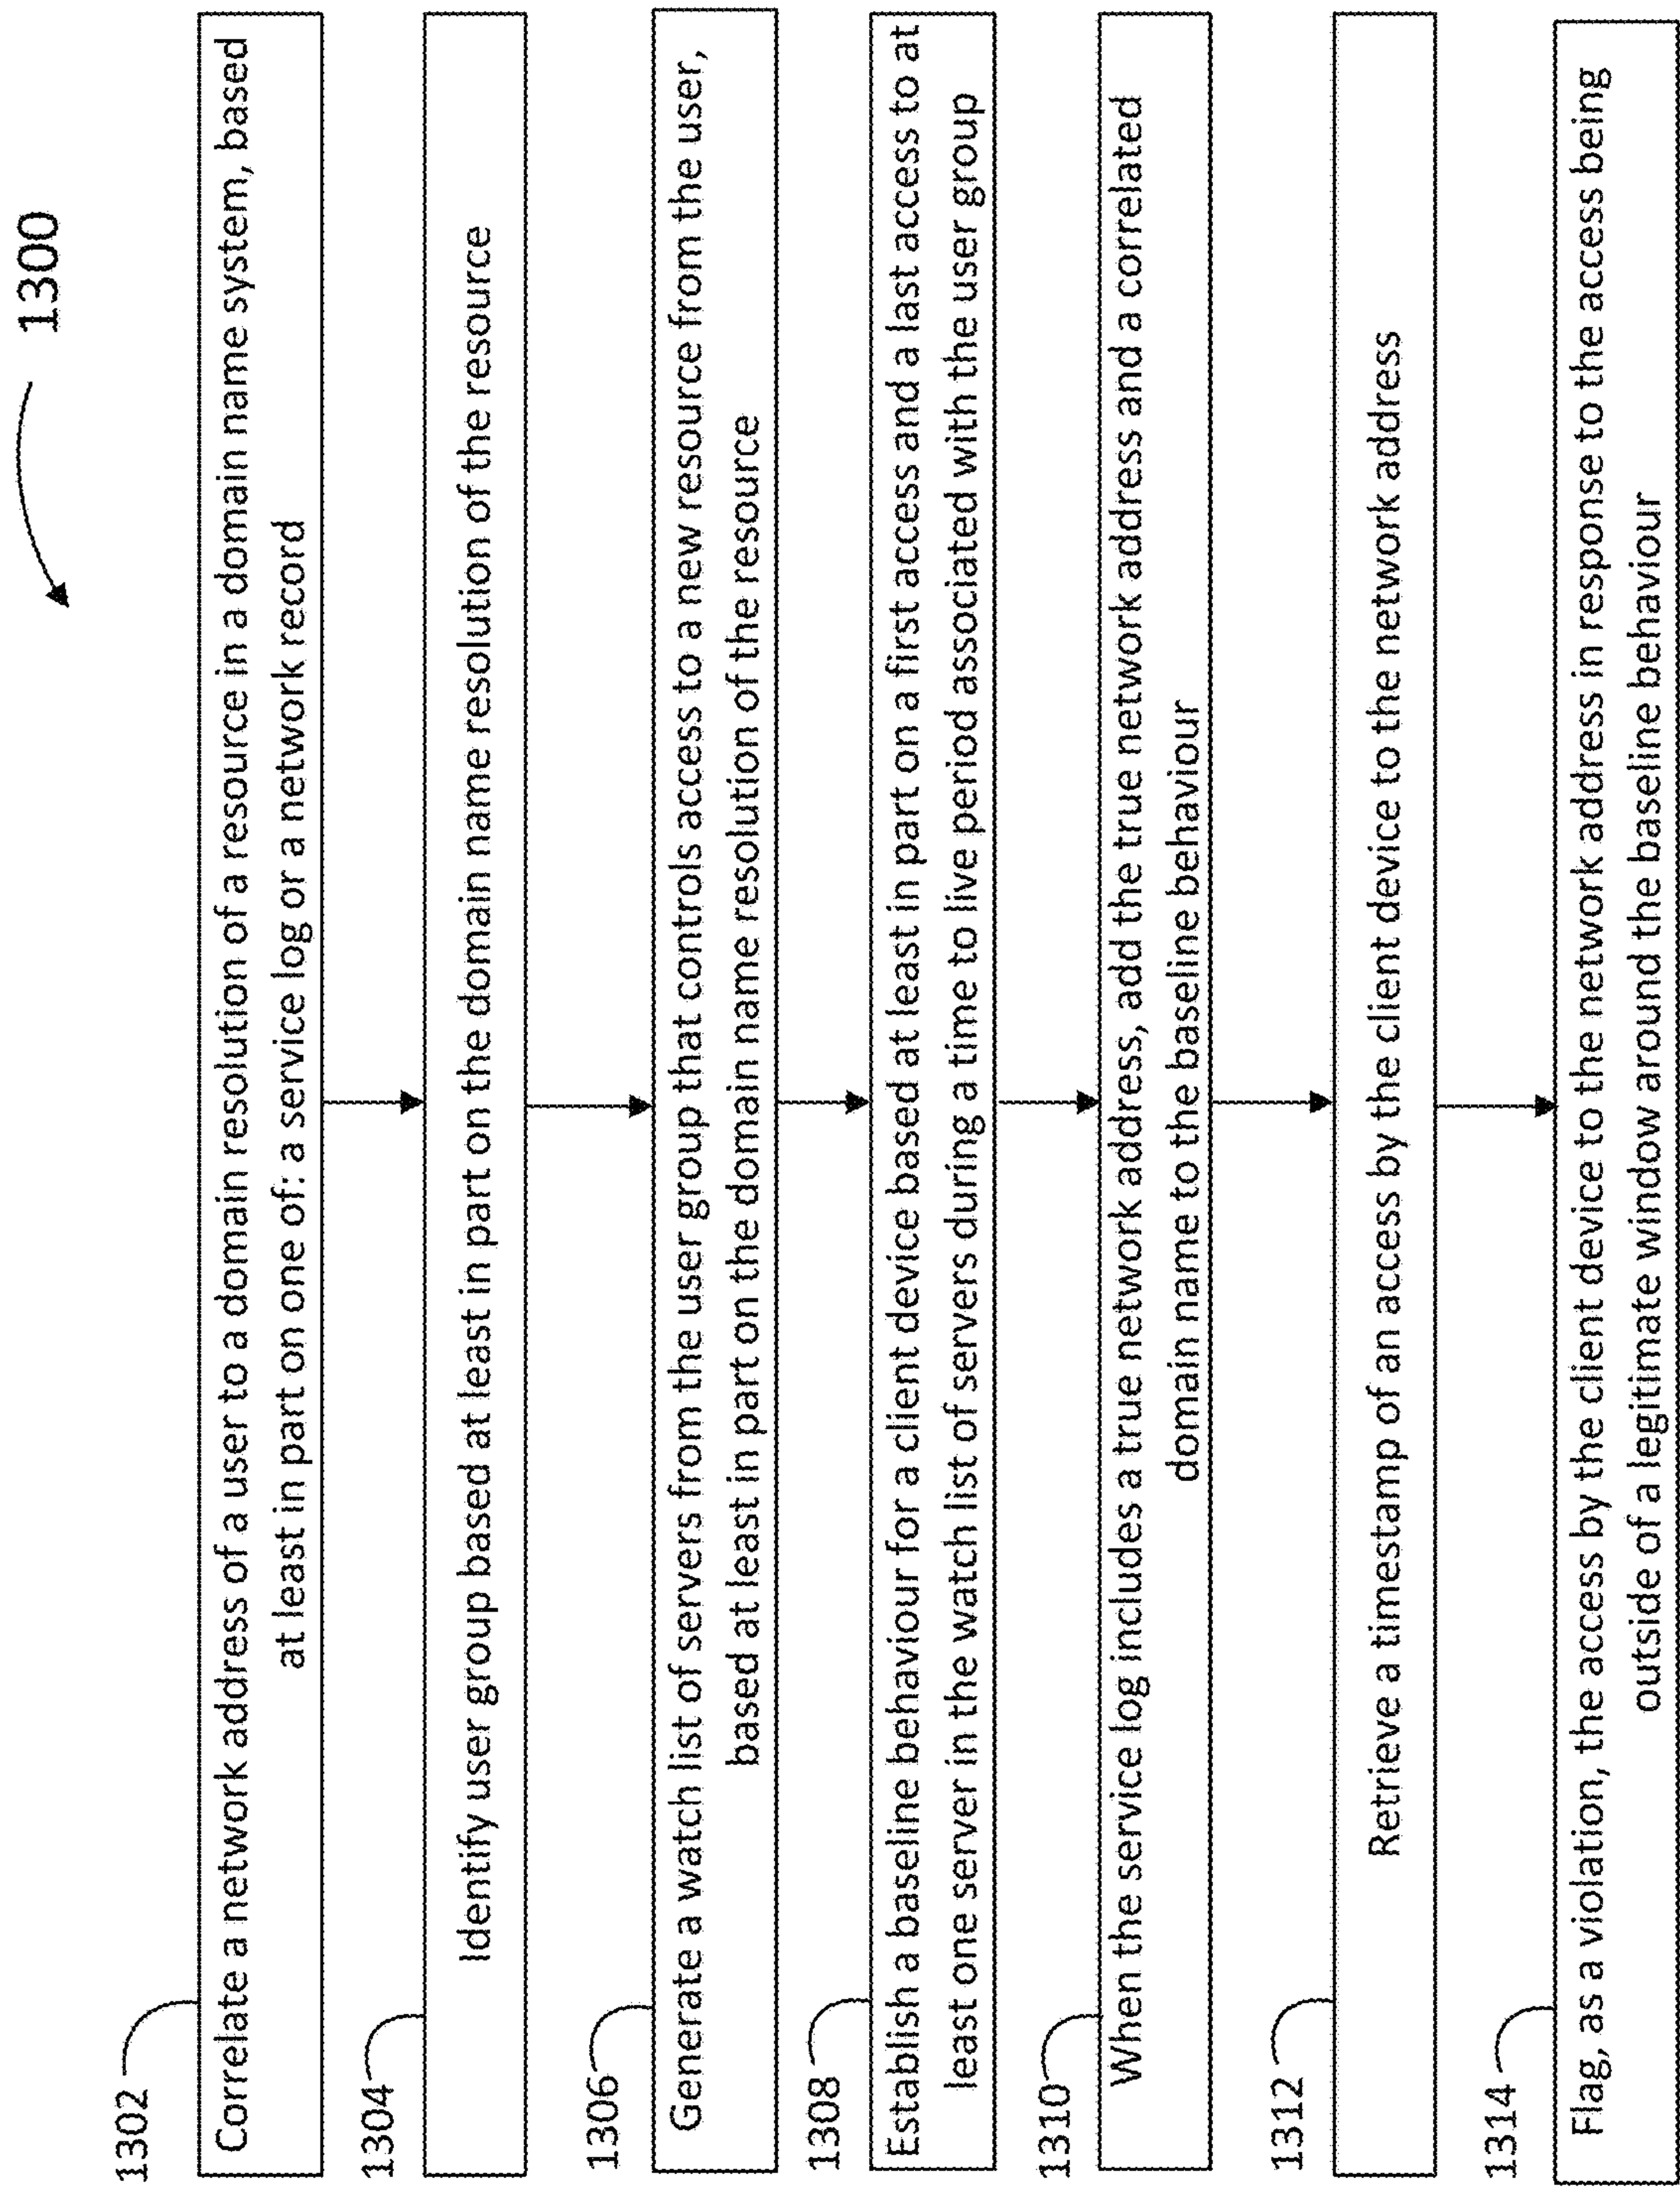 1300
1302
Correlate a network address of a user to a domain resolution of a resource in a domain name system, based
at least in part on one of: a service log or a network record
1304
Identify user group based at least in part on the domain name resolution of the resource
1306
Generate a watch list of servers from the user group that controls access to a new resource from the user,
based at least in part on the domain name resolution of the resource
1308
Establish a baseline behaviour for a client device based at least in part on a first access and a last access to at
least one server in the watch list of servers during a time to live period associated with the user group
1310
When the service log includes a true network address, add the true network address and a correlated
domain name to the baseline behaviour
1312
Retrieve a timestamp of an access by the client device to the network address
1314
Flag, as a violation, the access by the client device to the network address in response to the access being
outside of a legitimate window around the baseline behaviour